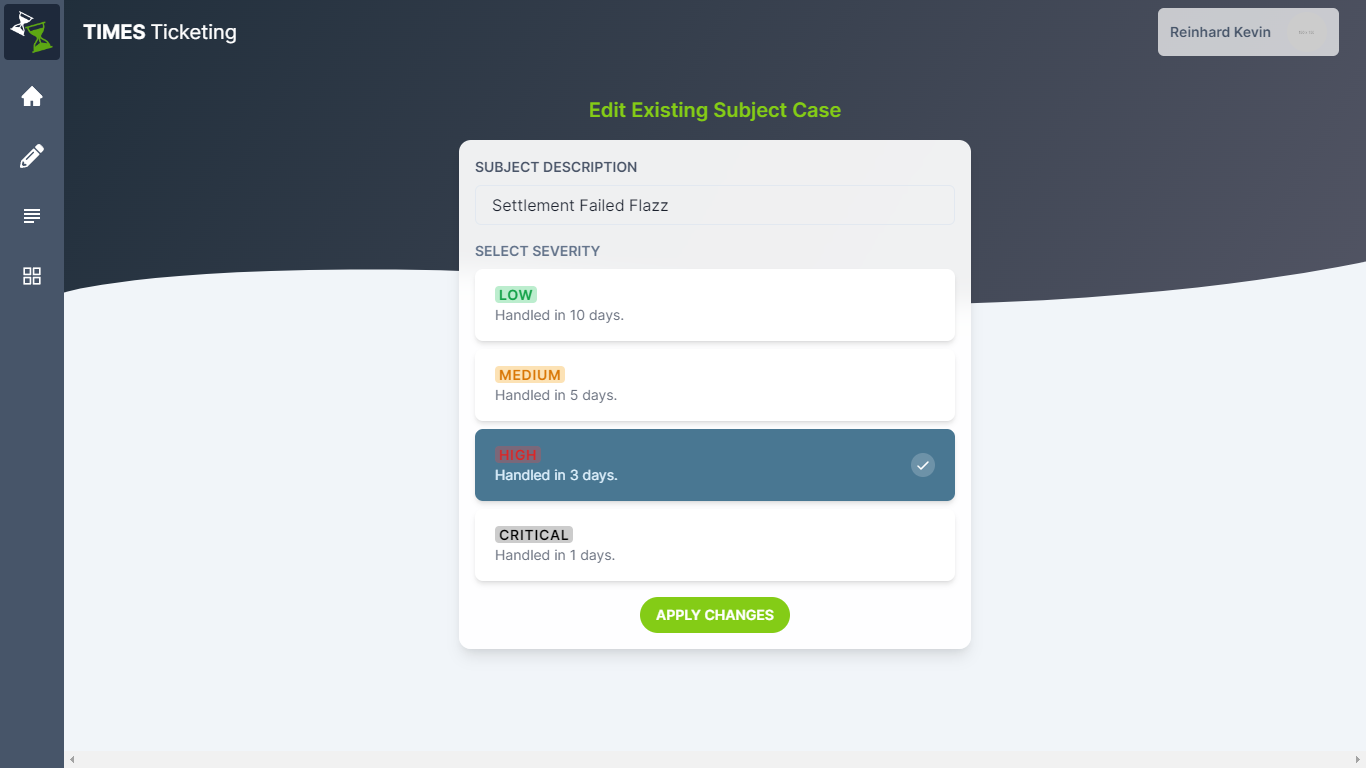 TIMES Ticketing
Reinhard Kevin
Edit Existing Subject Case
SUBJECT DESCRIPTION
Settlement Failed Flazz
SELECT SEVERITY
LOW
Handled in 10 days.
MEDIUM
Handled in 5 days.
HIGH
Handled in 3 days.
CRITICAL
Handled in 1 days.
APPLY CHANGES